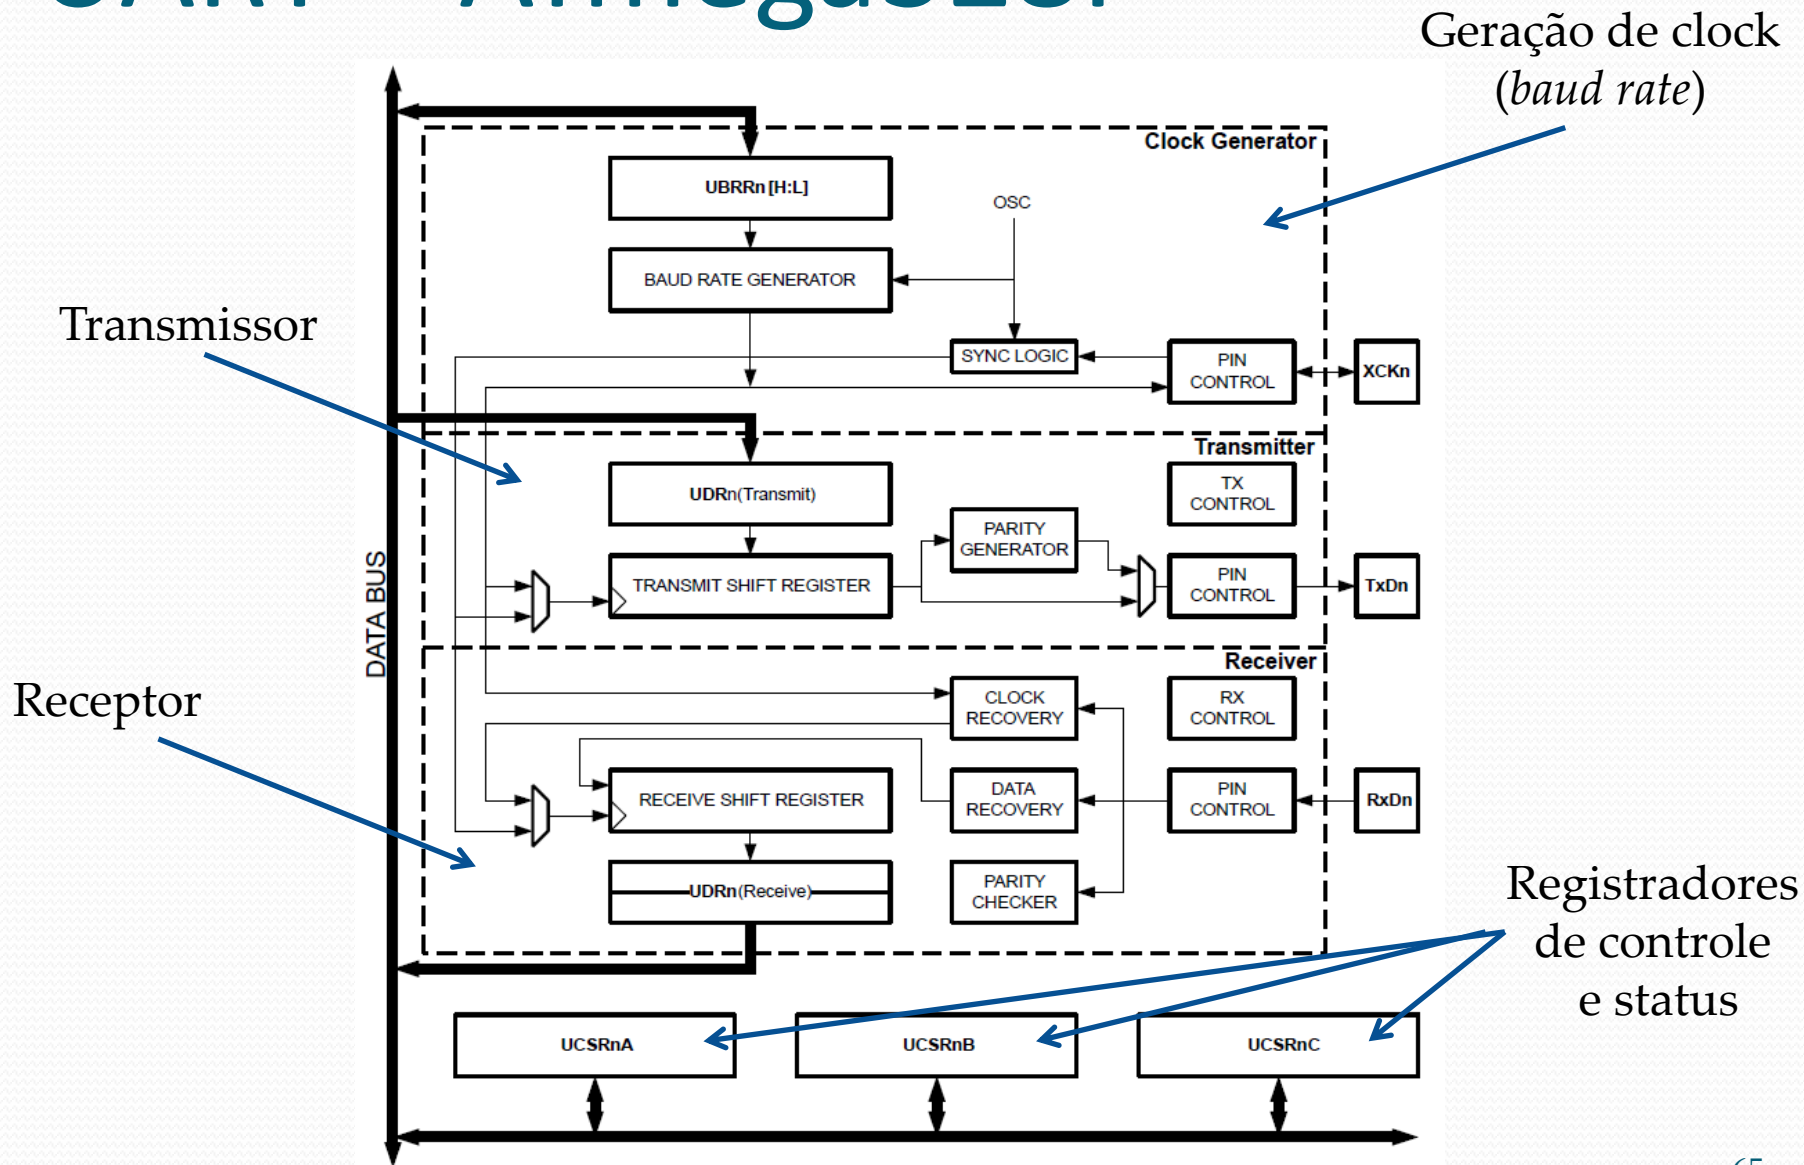 Geração de clock
(baud rate)
Clock Generator
UBRRn [H:L]
OSC
BAUD RATE GENERATOR
Transmissor
SYNC LOGIC
PIN
CONTROL
XCKn
Transmitter
UDRn(Transmit)
TX
CONTROL
PARITY
GENERATOR
TRANSMIT SHIFT REGISTER
PIN
CONTROL
TxDn
DATA BUS
Receiver
Receptor
CLOCK
RECOVERY
RX
CONTROL
RECEIVE SHIFT REGISTER
DATA
RECOVERY
PIN
CONTROL
RxDn
UDRn(Receive)
PARITY
CHECKER
Registradores
de controle
e status
UCSRnA
UCSRnB
UCSRnC